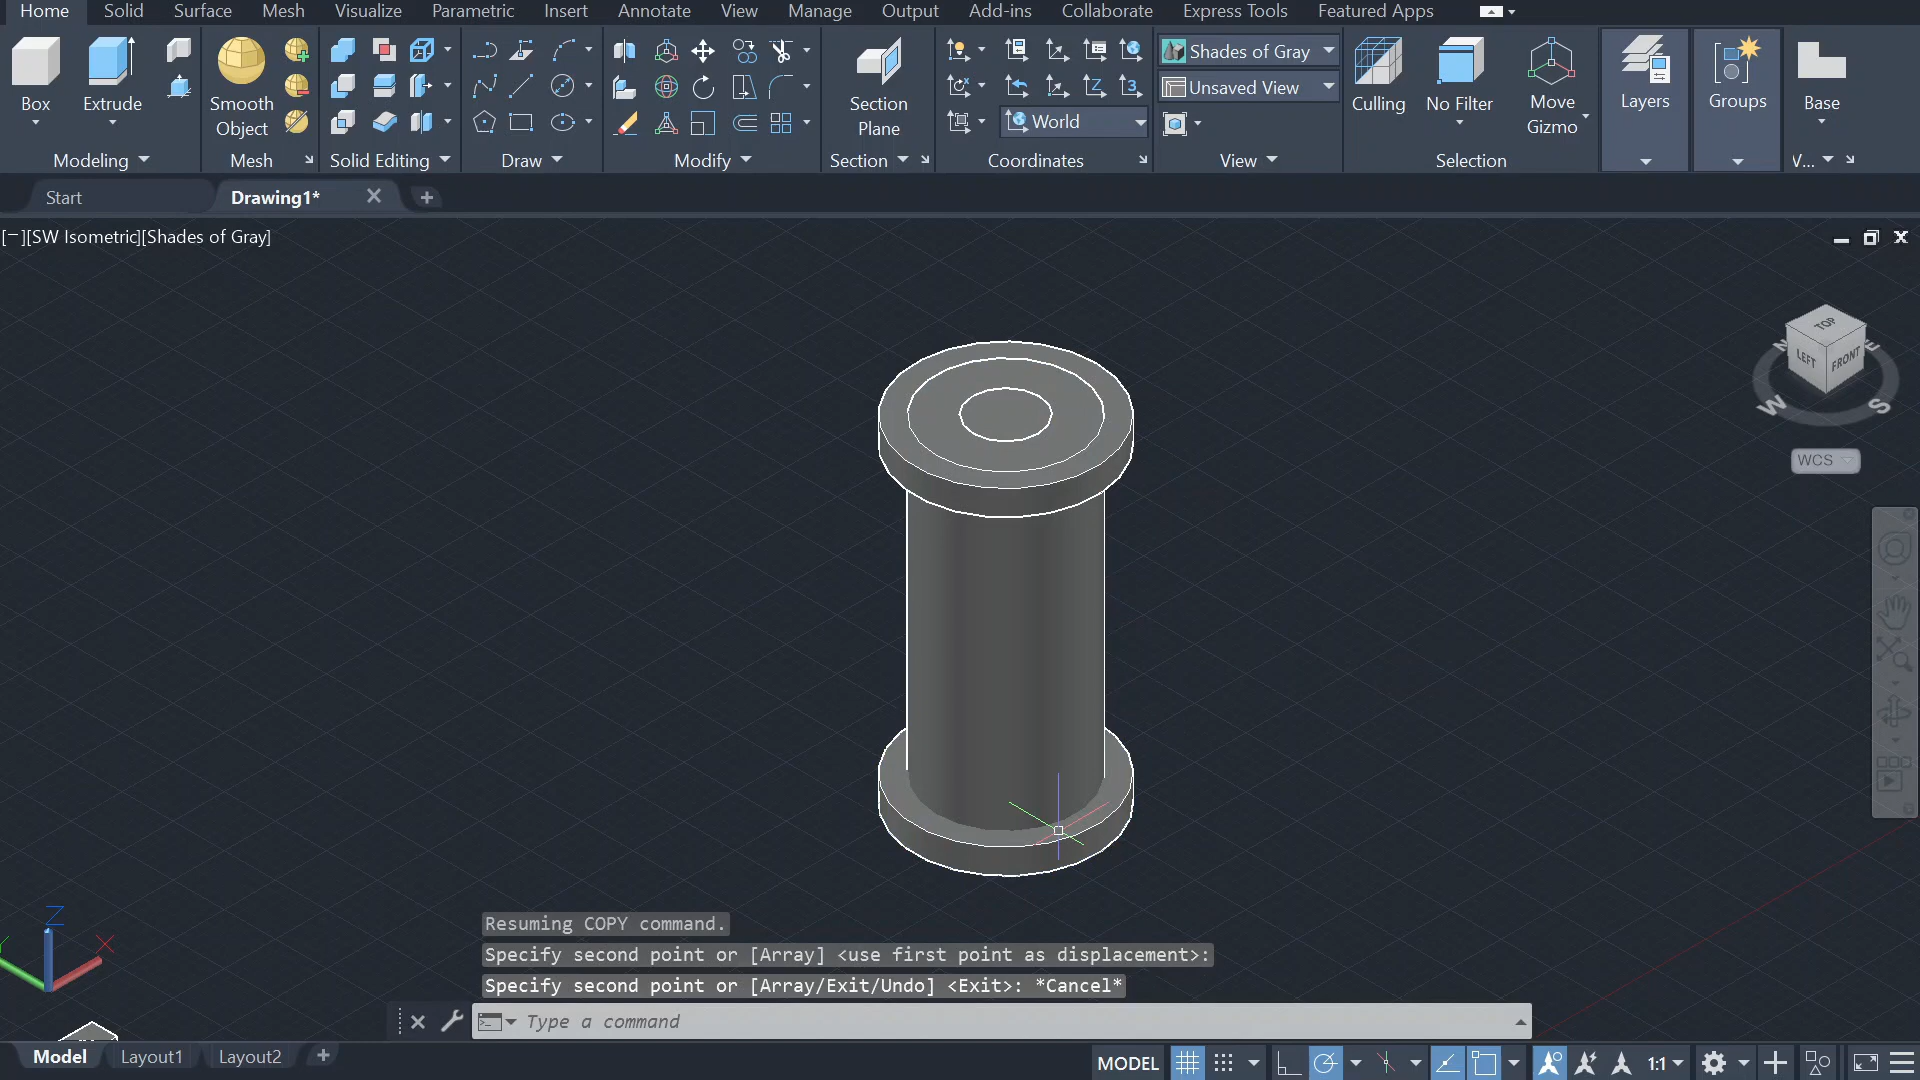 Home Solid Surface Mesh Visualize Parametric Insert Annotate View Manage Output Add-ins Collaborate Express Tools Featured Apps
Box Extrude Smooth Object Section Plane Shades of Gray Unsaved View World Culling No Filter Move Gizmo Layers Groups Base
Modeling Mesh Solid Editing Draw Modify Section Coordinates View Selection V...
Start Drawing1*
[−][SW Isometric][Shades of Gray]
TOP
LEFT FRONT
N E
W S
WCS
Z
X
Y
Resuming COPY command.
Specify second point or [Array] <use first point as displacement>:
Specify second point or [Array/Exit/Undo] <Exit>: *Cancel*
Type a command
Model Layout1 Layout2 MODEL 1:1